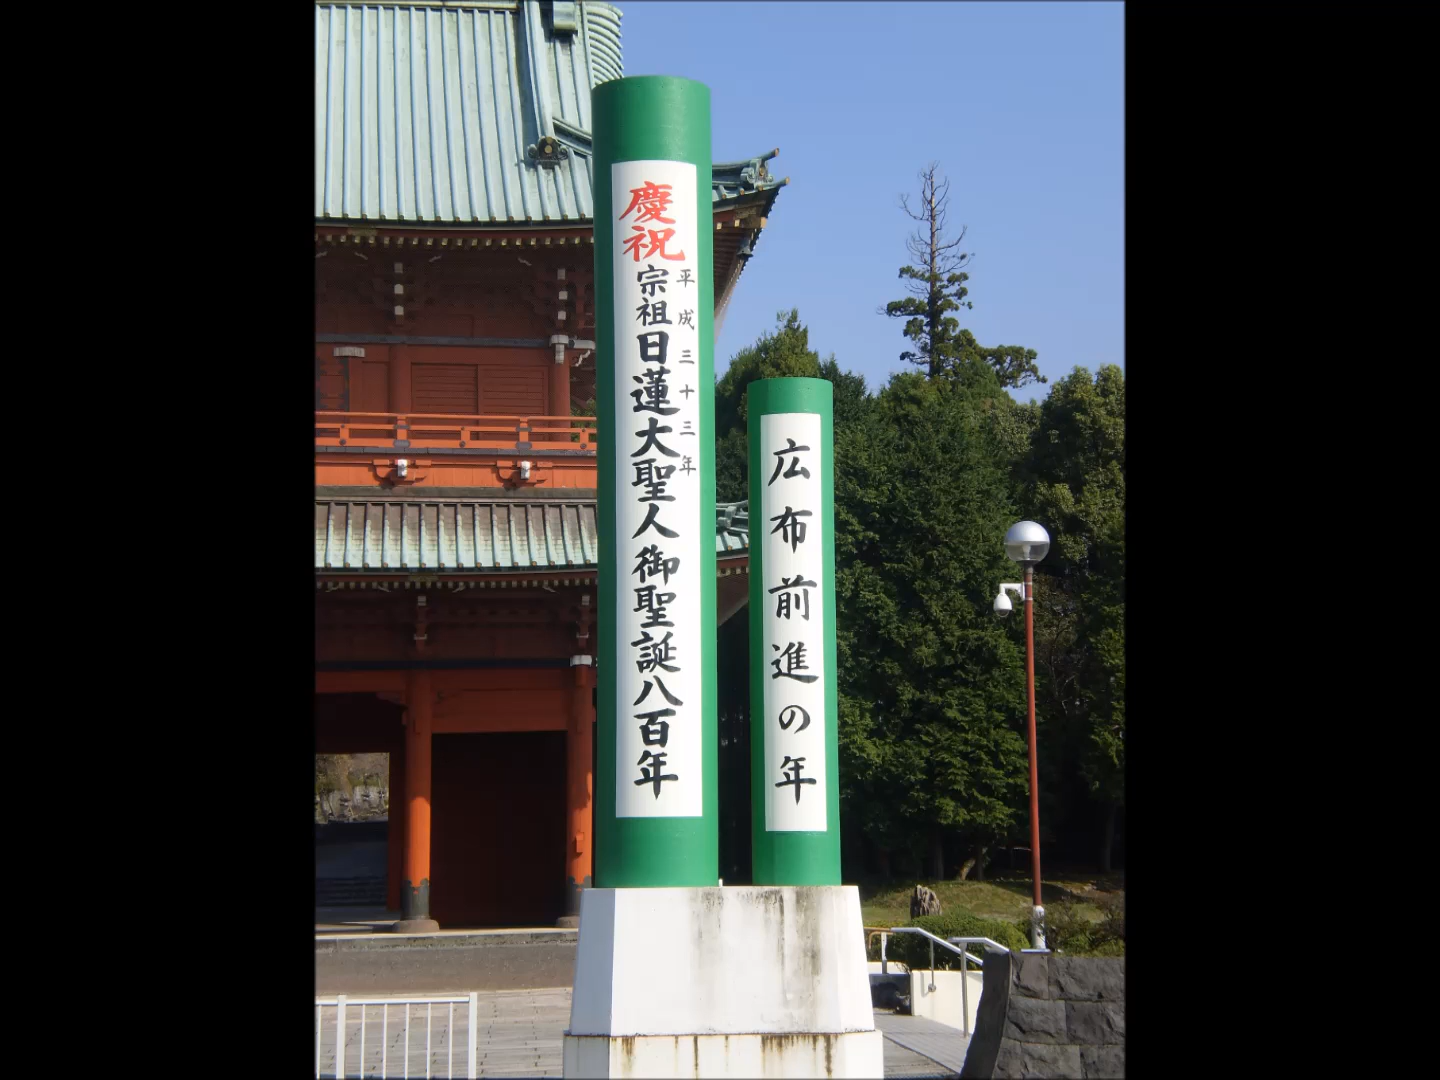 慶祝
平成三十三年
宗祖日蓮大聖人御聖誕八百年
広布前進の年